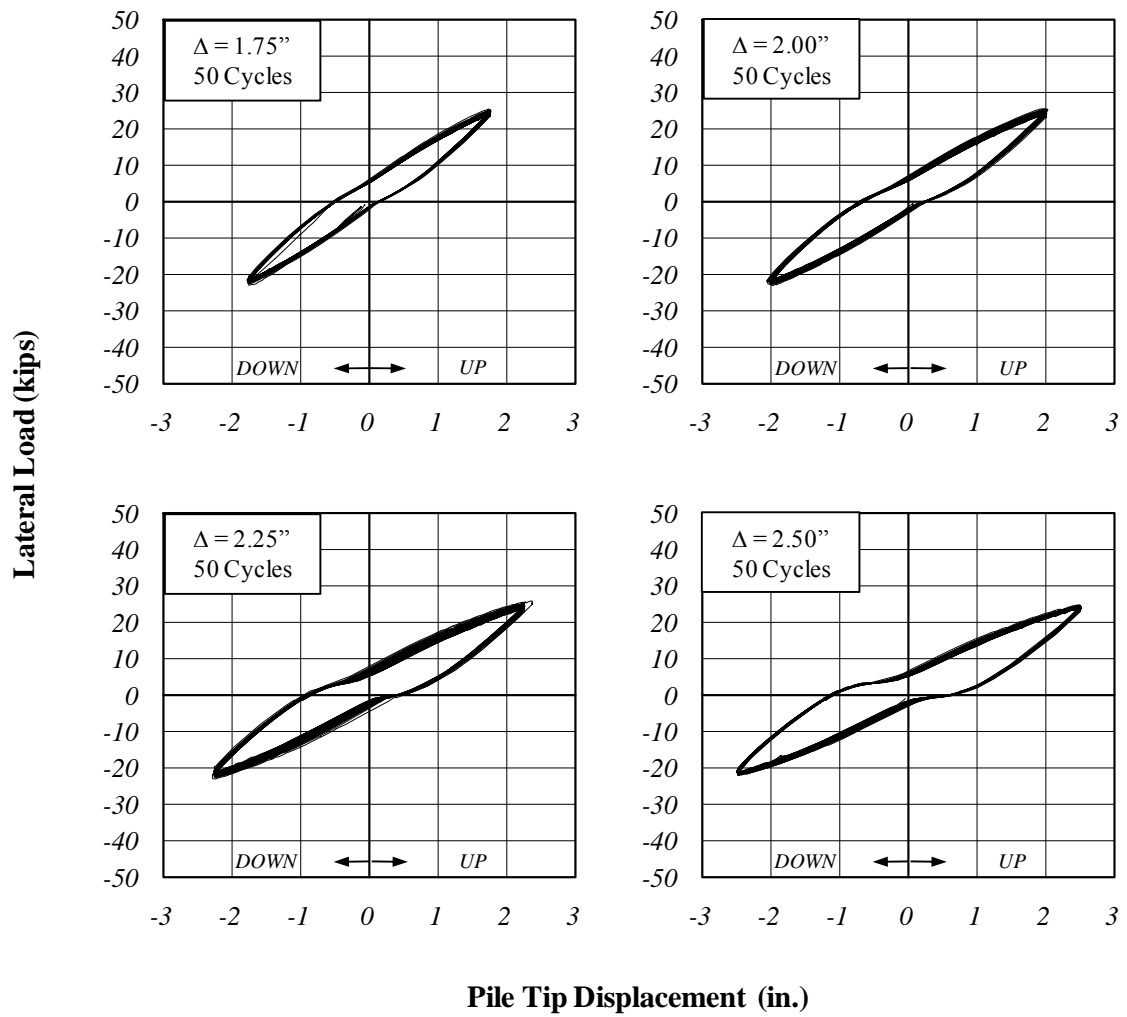 Lateral Load (kips)
Δ = 1.75”
50 Cycles
50
40
30
20
10
0
-10
-20
-30
-40
-50
DOWN UP
-3 -2 -1 0 1 2 3
Δ = 2.00”
50 Cycles
50
40
30
20
10
0
-10
-20
-30
-40
-50
DOWN UP
-3 -2 -1 0 1 2 3
Δ = 2.25”
50 Cycles
50
40
30
20
10
0
-10
-20
-30
-40
-50
DOWN UP
-3 -2 -1 0 1 2 3
Δ = 2.50”
50 Cycles
50
40
30
20
10
0
-10
-20
-30
-40
-50
DOWN UP
-3 -2 -1 0 1 2 3
Pile Tip Displacement (in.)